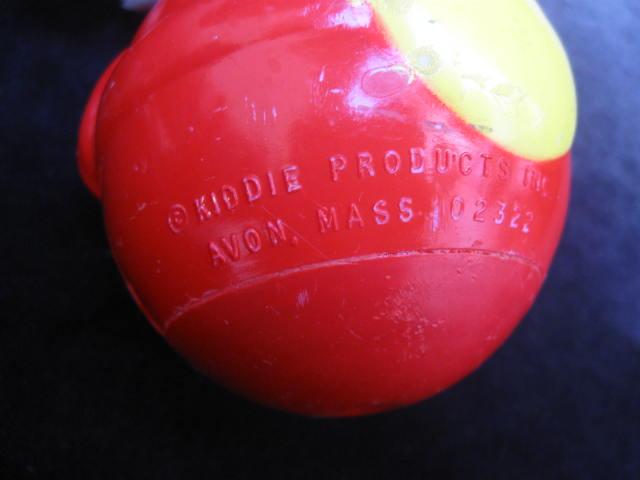 © KIDDIE PRODUCTS INC
AVON, MASS. 02322